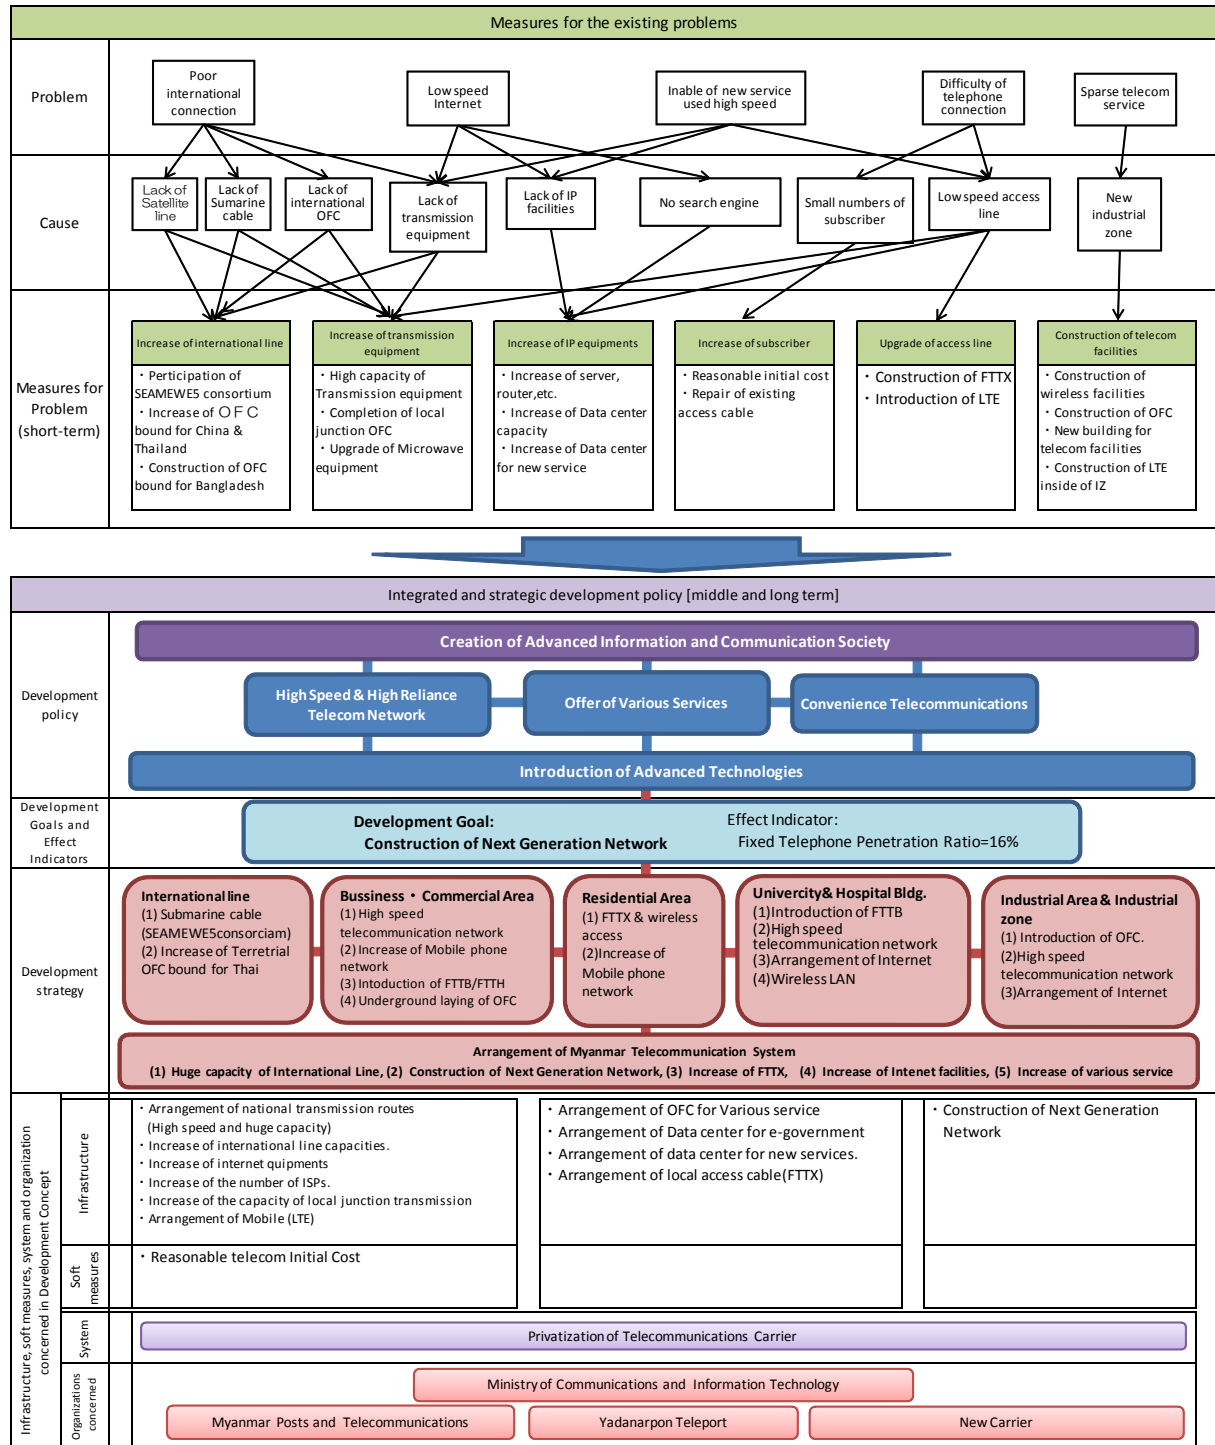 Measures for the existing problems
Problem
Poor
international
connection
Low speed
Internet
Inable of new service
used high speed
Difficulty of
telephone
connection
Sparse telecom
service
Cause
Lack of
Satellite
line
Lack of
Sumarine
cable
Lack of
international
OFC
Lack of
transmission
equipment
Lack of IP
facilities
No search engine
Small numbers of
subscriber
Low speed access
line
New
industrial
zone
Measures for
Problem
(short-term)
Increase of international line
・Perticipation of
SEAMEWE5 consortium
・Increase of ＯＦＣ
bound for China &
Thailand
・Construction of OFC
bound for Bangladesh
Increase of transmission
equipment
・High capacity of
Transmission equipment
・Completion of local
junction OFC
・Upgrade of Microwave
equipment
Increase of IP equipments
・Increase of server,
router,etc.
・Increase of Data center
capacity
・Increase of Data center
for new service
Increase of subscriber
・Reasonable initial cost
・Repair of existing
access cable
Upgrade of access line
・Construction of FTTX
・Introduction of LTE
Construction of telecom
facilities
・Construction of
wireless facilities
・Construction of OFC
・New building for
telecom facilities
・Construction of LTE
inside of IZ
Integrated and strategic development policy [middle and long term]
Development
policy
Creation of Advanced Information and Communication Society
High Speed & High Reliance
Telecom Network
Offer of Various Services
Convenience Telecommunications
Introduction of Advanced Technologies
Development
Goals and
Effect
Indicators
Development Goal:
Construction of Next Generation Network
Effect Indicator:
Fixed Telephone Penetration Ratio=16%
Development
strategy
International line
(1) Submarine cable
(SEAMEWE5consorciam)
(2) Increase of Terretrial
OFC bound for Thai
Bussiness・Commercial Area
(1) High speed
telecommunication network
(2) Increase of Mobile phone
network
(3) Intoduction of FTTB/FTTH
(4) Underground laying of OFC
Residential Area
(1) FTTX & wireless
access
(2)Increase of
Mobile phone
network
Univercity& Hospital Bldg.
(1)Introduction of FTTB
(2)High speed
telecommunication network
(3)Arrangement of Internet
(4)Wireless LAN
Industrial Area & Industrial
zone
(1) Introduction of OFC.
(2)High speed
telecommunication network
(3)Arrangement of Internet
Arrangement of Myanmar Telecommunication System
(1) Huge capacity of International Line, (2) Construction of Next Generation Network, (3) Increase of FTTX, (4) Increase of Intenet facilities, (5) Increase of various service
Infrastructure, soft measures, system and organization
concerned in Development Concept
Infrastructure
・Arrangement of national transmission routes
(High speed and huge capacity)
・Increase of international line capacities.
・Increase of internet quipments
・Increase of the number of ISPs.
・Increase of the capacity of local junction transmission
・Arrangement of Mobile (LTE)
・Arrangement of OFC for Various service
・Arrangement of Data center for e-government
・Arrangement of data center for new services.
・Arrangement of local access cable(FTTX)
・Construction of Next Generation
Network
Soft
measures
・Reasonable telecom Initial Cost
System
Privatization of Telecommunications Carrier
Organizations
concerned
Ministry of Communications and Information Technology
Myanmar Posts and Telecommunications
Yadanarpon Teleport
New Carrier